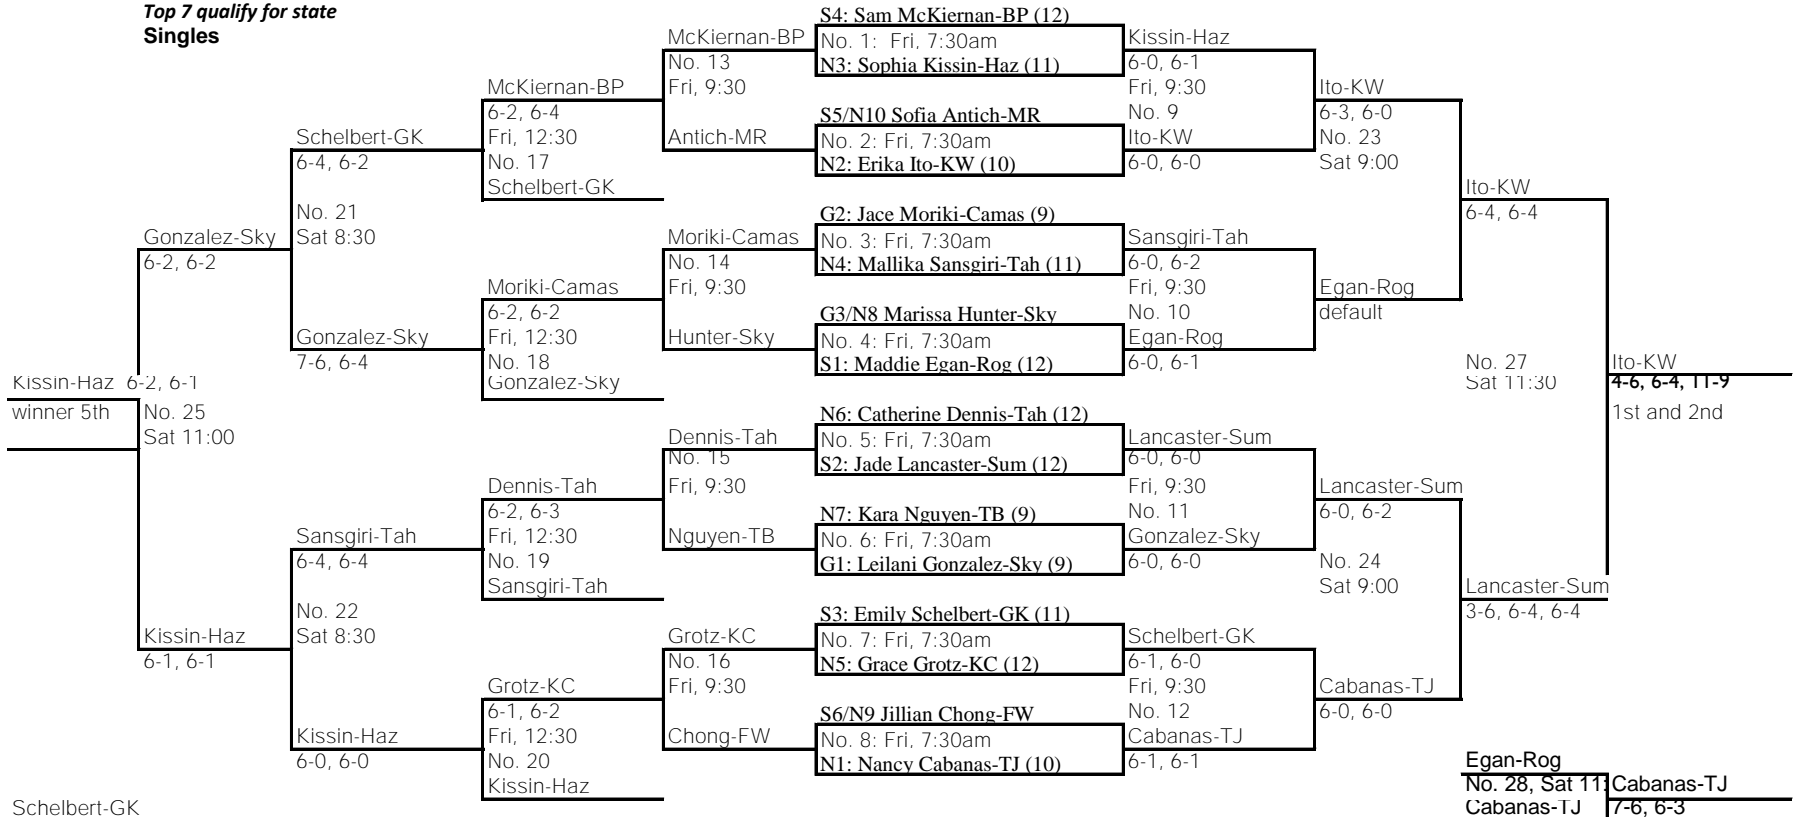 Top 7 qualify for state
Singles
S4: Sam McKiernan-BP (12)
McKiernan-BP
No. 1: Fri, 7:30am
Kissin-Haz
No. 13
N3: Sophia Kissin-Haz (11)
6-0, 6-1
McKiernan-BP
Fri, 9:30
Fri, 9:30
Ito-KW
6-2, 6-4
S5/N10 Sofia Antich-MR
No. 9
6-3, 6-0
Schelbert-GK
Fri, 12:30
Antich-MR
No. 2: Fri, 7:30am
Ito-KW
No. 23
6-4, 6-2
No. 17
N2: Erika Ito-KW (10)
6-0, 6-0
Sat 9:00
Schelbert-GK
Ito-KW
No. 21
G2: Jace Moriki-Camas (9)
6-4, 6-4
Gonzalez-Sky
Sat 8:30
Moriki-Camas
No. 3: Fri, 7:30am
Sansgiri-Tah
6-2, 6-2
No. 14
N4: Mallika Sansgiri-Tah (11)
6-0, 6-2
Moriki-Camas
Fri, 9:30
Fri, 9:30
Egan-Rog
6-2, 6-2
G3/N8 Marissa Hunter-Sky
No. 10
default
Gonzalez-Sky
Fri, 12:30
Hunter-Sky
No. 4: Fri, 7:30am
Egan-Rog
7-6, 6-4
No. 18
S1: Maddie Egan-Rog (12)
6-0, 6-1
No. 27
Ito-KW
Kissin-Haz 6-2, 6-1
Gonzalez-Sky
Sat 11:30
4-6, 6-4, 11-9
winner 5th
No. 25
N6: Catherine Dennis-Tah (12)
1st and 2nd
Sat 11:00
Dennis-Tah
No. 5: Fri, 7:30am
Lancaster-Sum
No. 15
S2: Jade Lancaster-Sum (12)
6-0, 6-0
Dennis-Tah
Fri, 9:30
Fri, 9:30
Lancaster-Sum
6-2, 6-3
N7: Kara Nguyen-TB (9)
No. 11
6-0, 6-2
Sansgiri-Tah
Fri, 12:30
Nguyen-TB
No. 6: Fri, 7:30am
Gonzalez-Sky
6-4, 6-4
No. 19
G1: Leilani Gonzalez-Sky (9)
6-0, 6-0
No. 24
Sansgiri-Tah
Sat 9:00
Lancaster-Sum
No. 22
S3: Emily Schelbert-GK (11)
3-6, 6-4, 6-4
Kissin-Haz
Sat 8:30
Grotz-KC
No. 7: Fri, 7:30am
Schelbert-GK
6-1, 6-1
No. 16
N5: Grace Grotz-KC (12)
6-1, 6-0
Grotz-KC
Fri, 9:30
Fri, 9:30
Cabanas-TJ
6-1, 6-2
S6/N9 Jillian Chong-FW
No. 12
6-0, 6-0
Kissin-Haz
Fri, 12:30
Chong-FW
No. 8: Fri, 7:30am
Cabanas-TJ
6-0, 6-0
No. 20
N1: Nancy Cabanas-TJ (10)
6-1, 6-1
Egan-Rog
Kissin-Haz
No. 28, Sat 11:
Cabanas-TJ
Schelbert-GK
Cabanas-TJ
7-6, 6-3